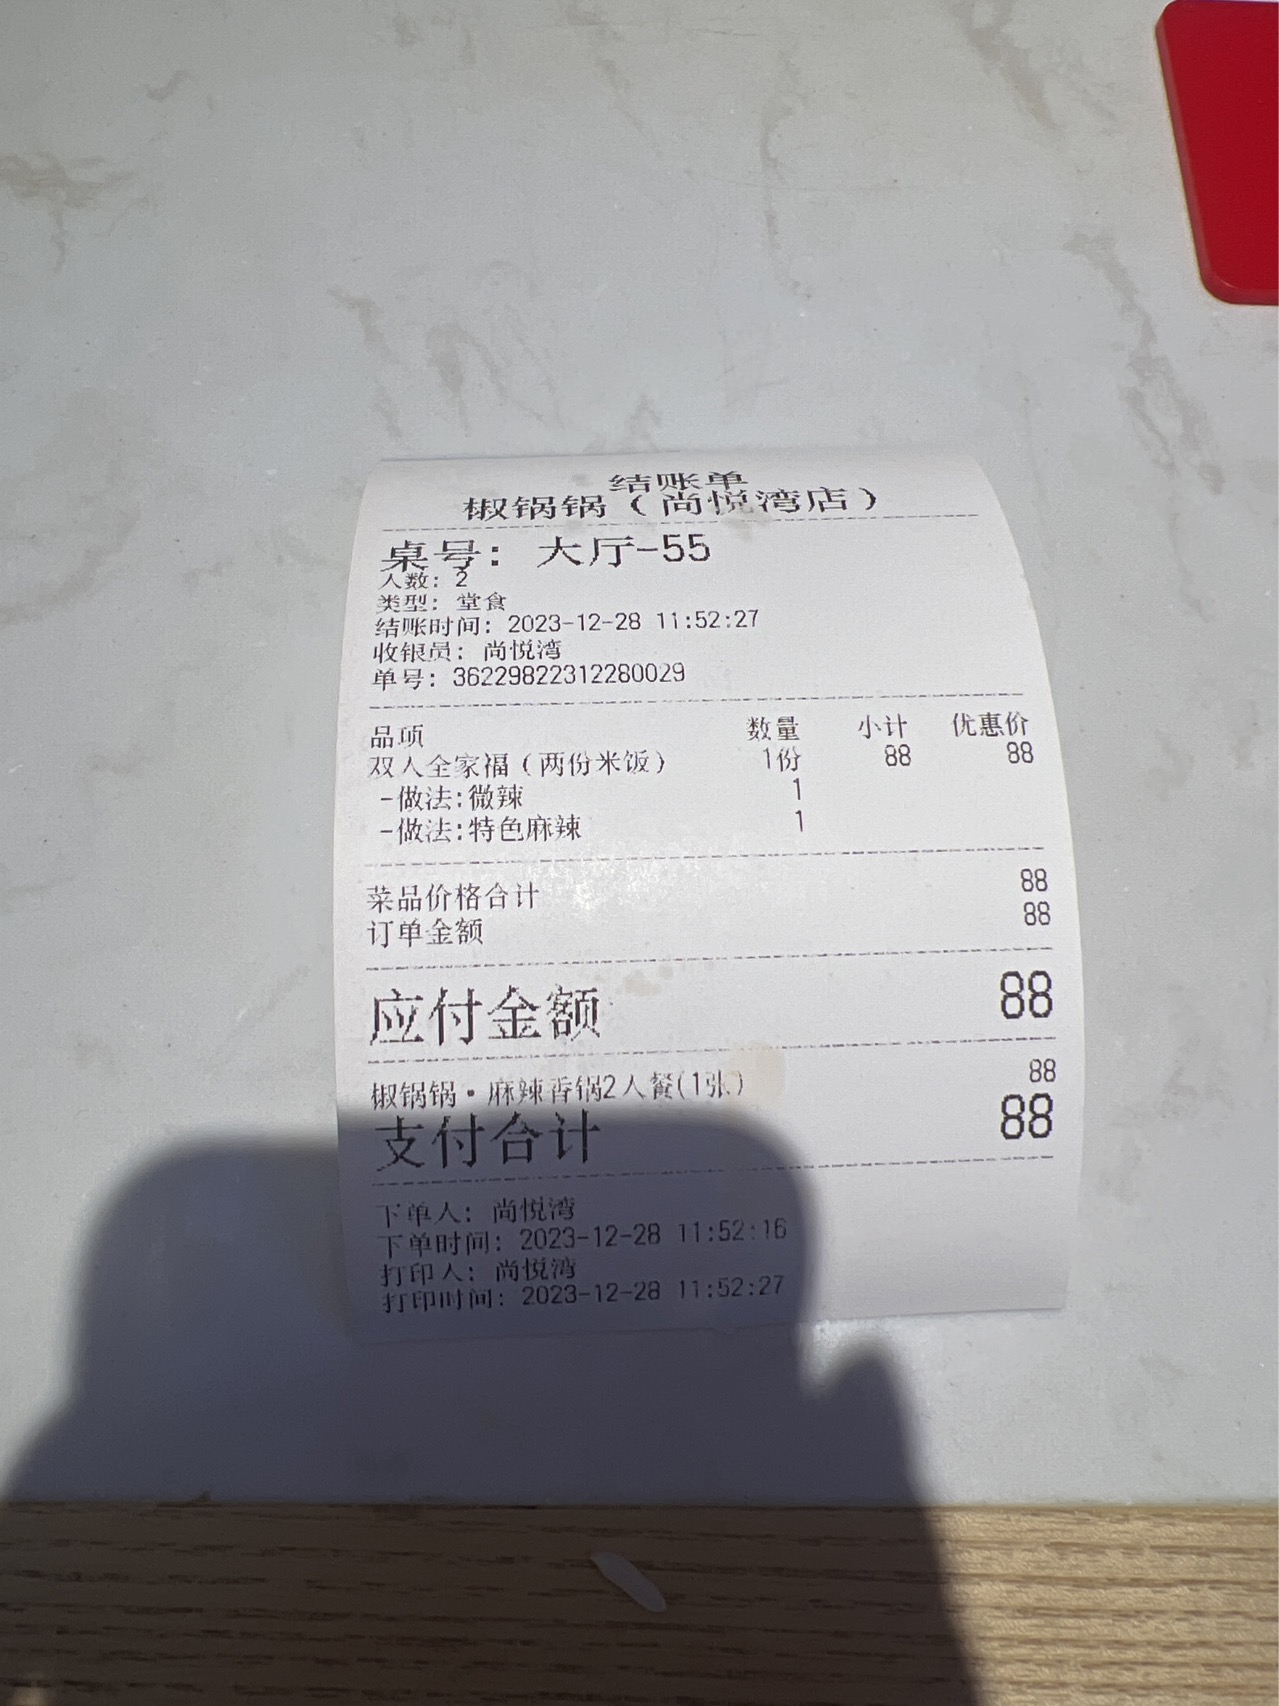 结账单
椒锅锅（尚悦湾店）
桌号： 大厅-55
人数：2
类型：堂食
结账时间：2023-12-28 11:52:27
收银员：尚悦湾
单号：36229822312280029
品项 数量 小计 优惠价
双人全家福（两份米饭） 1份 88 88
-做法:微辣 1
-做法:特色麻辣 1
菜品价格合计 88
订单金额 88
应付金额 88
椒锅锅•麻辣香锅2人餐(1张) 88
支付合计 88
下单人：尚悦湾
下单时间：2023-12-28 11:52:16
打印人：尚悦湾
打印时间：2023-12-28 11:52:27